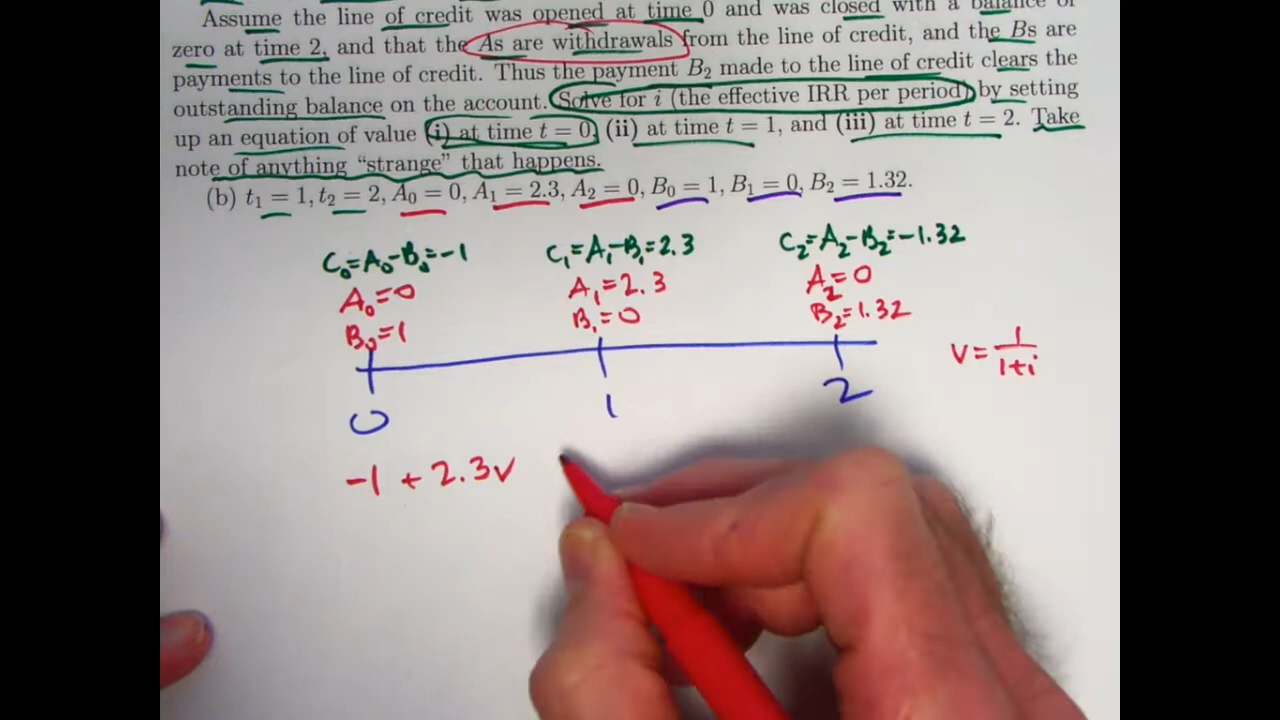 Assume the line of credit was opened at time 0 and was closed with a balance of
zero at time 2, and that the As are withdrawals from the line of credit, and the Bs are
payments to the line of credit. Thus the payment B₂ made to the line of credit clears the
outstanding balance on the account. Solve for i (the effective IRR per period) by setting
up an equation of value (i) at time t = 0, (ii) at time t = 1, and (iii) at time t = 2. Take
note of anything “strange” that happens.
(b) t₁ = 1, t₂ = 2, A₀ = 0, A₁ = 2.3, A₂ = 0, B₀ = 1, B₁ = 0, B₂ = 1.32.
C₀=A₀-B₀=-1 C₁=A₁-B₁=2.3 C₂=A₂-B₂=-1.32
A₀=0 A₁=2.3 A₂=0
B₀=1 B₁=0 B₂=1.32
v = 1/(1+i)
0 1 2
-1 + 2.3v